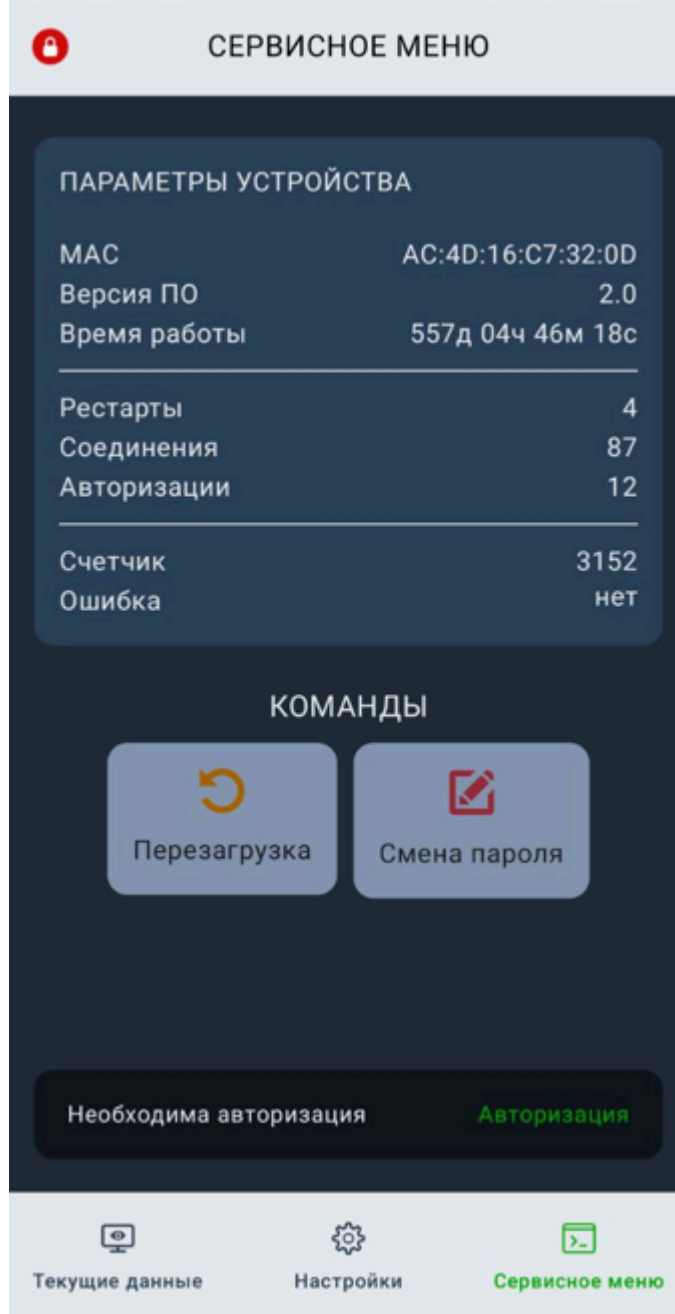 СЕРВИСНОЕ МЕНЮ
ПАРАМЕТРЫ УСТРОЙСТВА
MAC AC:4D:16:C7:32:0D
Версия ПО 2.0
Время работы 557д 04ч 46м 18с
Рестарты 4
Соединения 87
Авторизации 12
Счетчик 3152
Ошибка нет
КОМАНДЫ
Перезагрузка Смена пароля
Необходима авторизация Авторизация
Текущие данные Настройки Сервисное меню